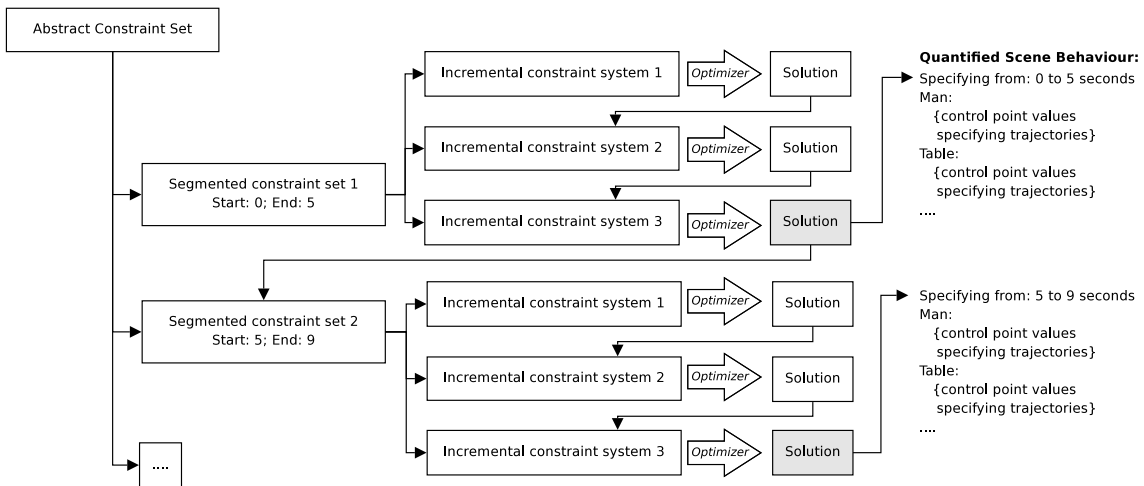 Abstract Constraint Set
Segmented constraint set 1
Start: 0; End: 5
Incremental constraint system 1
Optimizer
Solution
Incremental constraint system 2
Optimizer
Solution
Incremental constraint system 3
Optimizer
Solution
Quantified Scene Behaviour:
Specifying from: 0 to 5 seconds
Man:
{control point values
specifying trajectories}
Table:
{control point values
specifying trajectories}
....
Segmented constraint set 2
Start: 5; End: 9
Incremental constraint system 1
Optimizer
Solution
Incremental constraint system 2
Optimizer
Solution
Incremental constraint system 3
Optimizer
Solution
Specifying from: 5 to 9 seconds
Man:
{control point values
specifying trajectories}
Table:
{control point values
specifying trajectories}
....
....